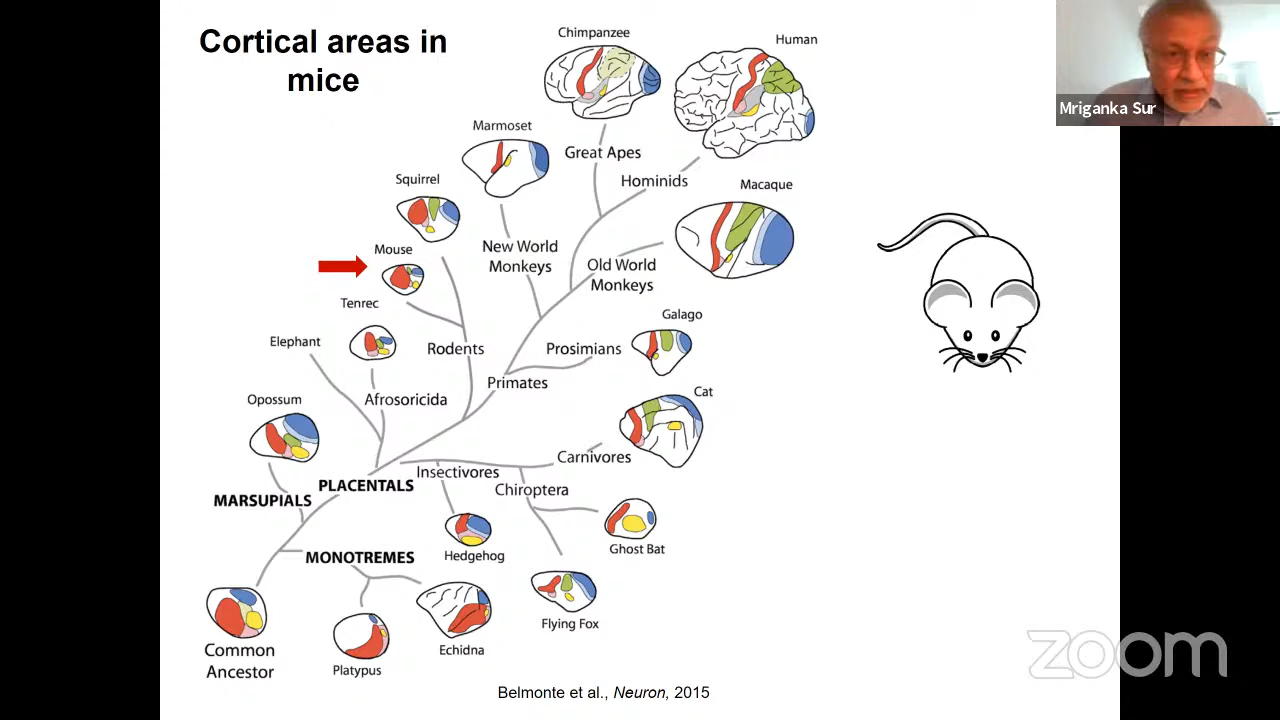 Cortical areas in
mice
Chimpanzee
Human
Mriganka Sur
Marmoset
Great Apes
Hominids
Squirrel
Macaque
Mouse
New World
Monkeys
Old World
Monkeys
Tenrec
Galago
Elephant
Rodents
Prosimians
Primates
Cat
Opossum
Afrosoricida
Carnivores
Insectivores
PLACENTALS
Chiroptera
MARSUPIALS
Ghost Bat
Hedgehog
MONOTREMES
Flying Fox
Common
Ancestor
Echidna
Platypus
zoom
Belmonte et al., Neuron, 2015